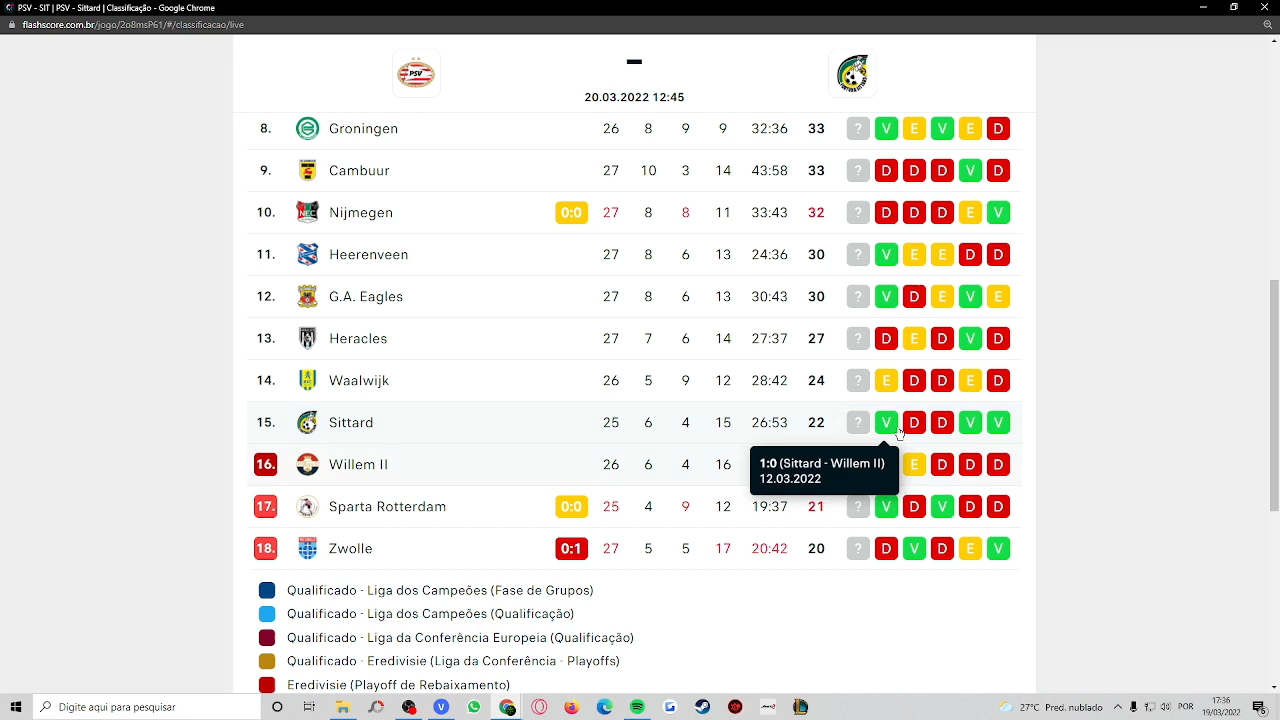 PSV - SIT | PSV - Sittard | Classificação - Google Chrome
flashscore.com.br/jogo/2o8msP61/#/classificacao/live
PSV
-
20.03.2022 12:45
8. Groningen 26 8 9 9 32:36 33 ? V E V E D
9. Cambuur 27 10 3 14 43:58 33 ? D D D V D
10. Nijmegen 0:0 27 8 8 11 33:43 32 ? D D D E V
11. Heerenveen 27 8 6 13 24:36 30 ? V E E D D
12. G.A. Eagles 27 8 6 13 30:43 30 ? V D E V E
13. Heracles 27 7 6 14 27:37 27 ? D E D V D
14. Waalwijk 26 5 9 12 28:42 24 ? E D D E D
15. Sittard 25 6 4 15 26:53 22 ? V D D V V
16. Willem II 26 6 4 16 E D D D
1:0 (Sittard - Willem II)
12.03.2022
17. Sparta Rotterdam 0:0 25 4 9 12 19:37 21 ? V D V D D
18. Zwolle 0:1 27 5 5 17 20:42 20 ? D V D E V
Qualificado - Liga dos Campeões (Fase de Grupos)
Qualificado - Liga dos Campeões (Qualificação)
Qualificado - Liga da Conferência Europeia (Qualificação)
Qualificado - Eredivisie (Liga da Conferência - Playoffs)
Eredivisie (Playoff de Rebaixamento)
Digite aqui para pesquisar
27°C Pred. nublado
POR
17:36
19/03/2022